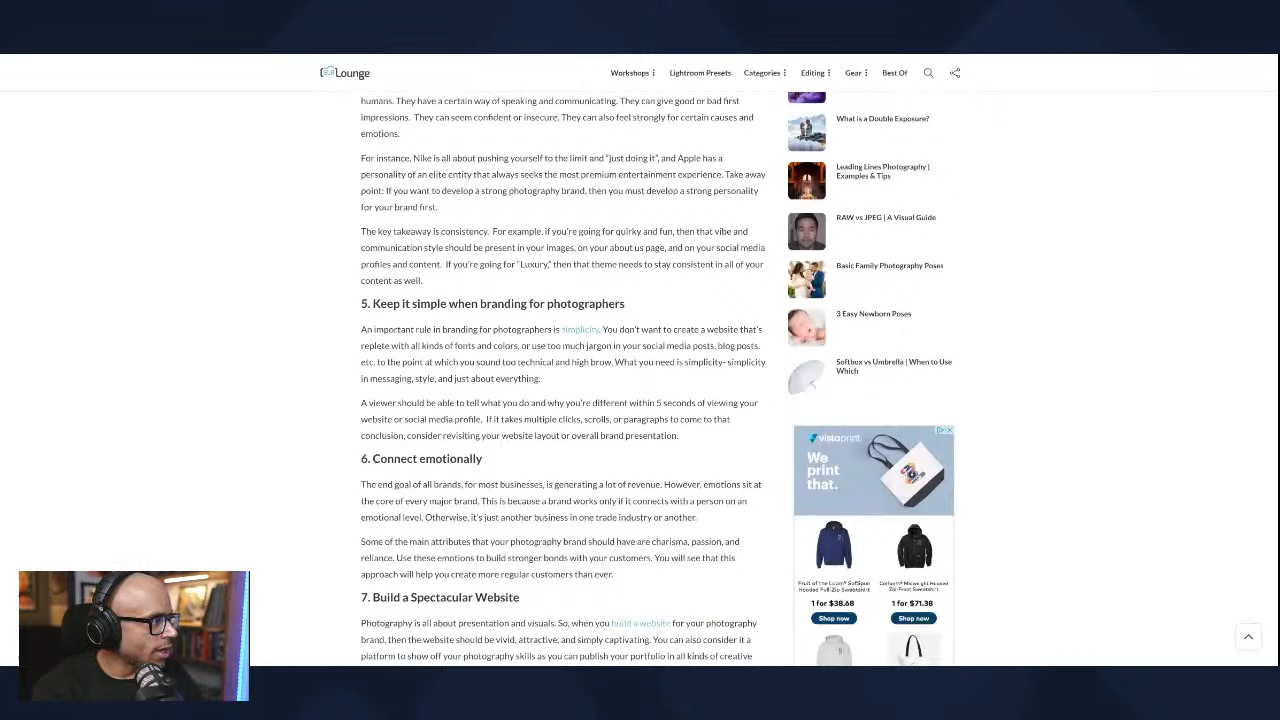 SLR Lounge
Workshops
Lightroom Presets
Categories
Editing
Gear
Best Of
humans. They have a certain way of speaking and communicating. They can give good or bad first
impressions.  They can seem confident or insecure. They can also feel strongly for certain causes and
emotions.
For instance, Nike is all about pushing yourself to the limit and “just doing it”, and Apple has a
personality of an elite entity that always seeks the most premium entertainment experience. Take away
point: If you want to develop a strong photography brand, then you must develop a strong personality
for your brand first.
The key takeaway is consistency.  For example, if you’re going for quirky and fun, then that vibe and
communication style should be present in your images, on your about us page, and on your social media
profiles and content.  If you’re going for “Luxury,” then that theme needs to stay consistent in all of your
content as well.
5. Keep it simple when branding for photographers
An important rule in branding for photographers is simplicity. You don’t want to create a website that’s
replete with all kinds of fonts and colors, or use too much jargon in your social media posts, blog posts,
etc. to the point at which you sound too technical and high brow. What you need is simplicity- simplicity
in messaging, style, and just about everything.
A viewer should be able to tell what you do and why you’re different within 5 seconds of viewing your
website or social media profile.  If it takes multiple clicks, scrolls, or paragraphs to come to that
conclusion, consider revisiting your website layout or overall brand presentation.
6. Connect emotionally
The end goal of all brands, for most businesses, is generating a lot of revenue. However, emotions sit at
the core of every major brand. This is because a brand works only if it connects with a person on an
emotional level. Otherwise, it’s just another business in one trade industry or another.
Some of the main attributes that your photography brand should have are charisma, passion, and
reliance. Use these emotions to build stronger bonds with your customers. You will see that this
approach will help you create more regular customers than ever.
7. Build a Spectacular Website
Photography is all about presentation and visuals. So, when you build a website for your photography
brand, then the website should be vivid, attractive, and simply captivating. You can also consider it a
platform to show off your photography skills as you can publish your portfolio in all kinds of creative
What is a Double Exposure?
Leading Lines Photography |
Examples & Tips
RAW vs JPEG | A Visual Guide
Basic Family Photography Poses
3 Easy Newborn Poses
Softbox vs Umbrella | When to Use
Which
vistaprint
We
print
that.
Fruit of the Loom® SofSpun
Hooded Full-Zip Sweatshirt
1 for $38.68
Shop now
Carhartt® Midweight Hooded
Zip-Front Sweatshirt
1 for $71.38
Shop now